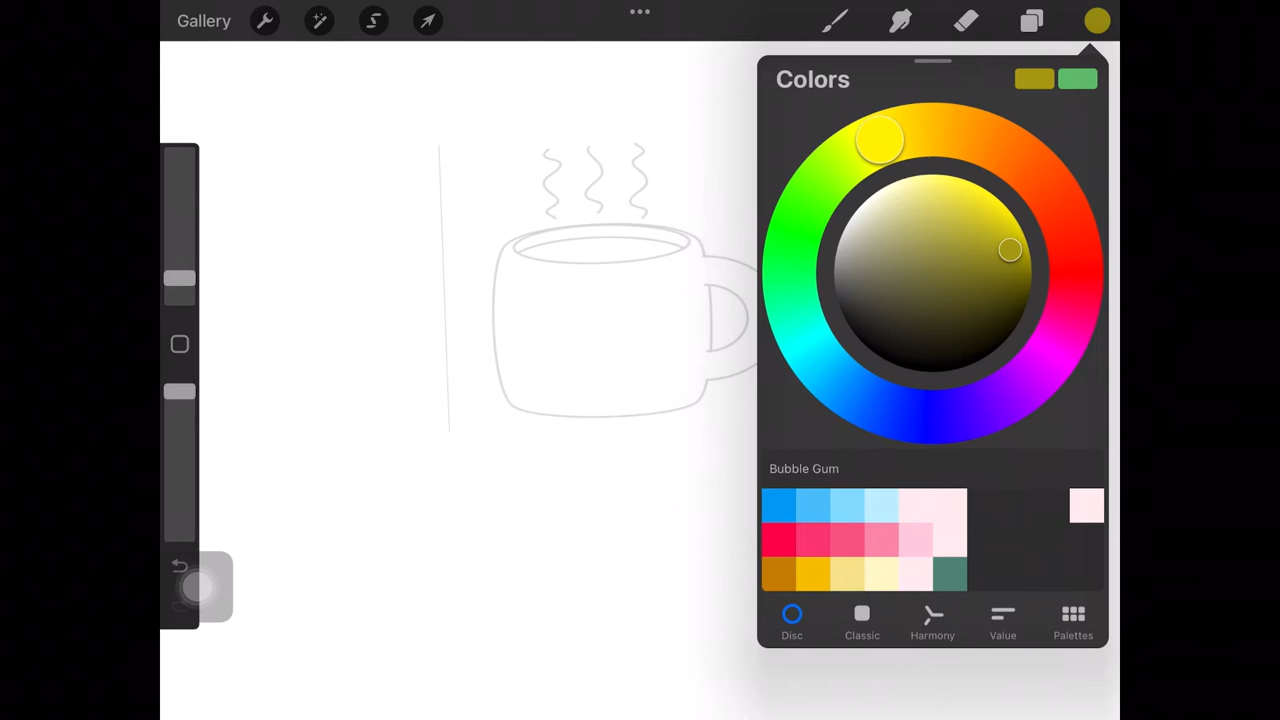 Gallery
Colors
Bubble Gum
Disc
Classic
Harmony
Value
Palettes